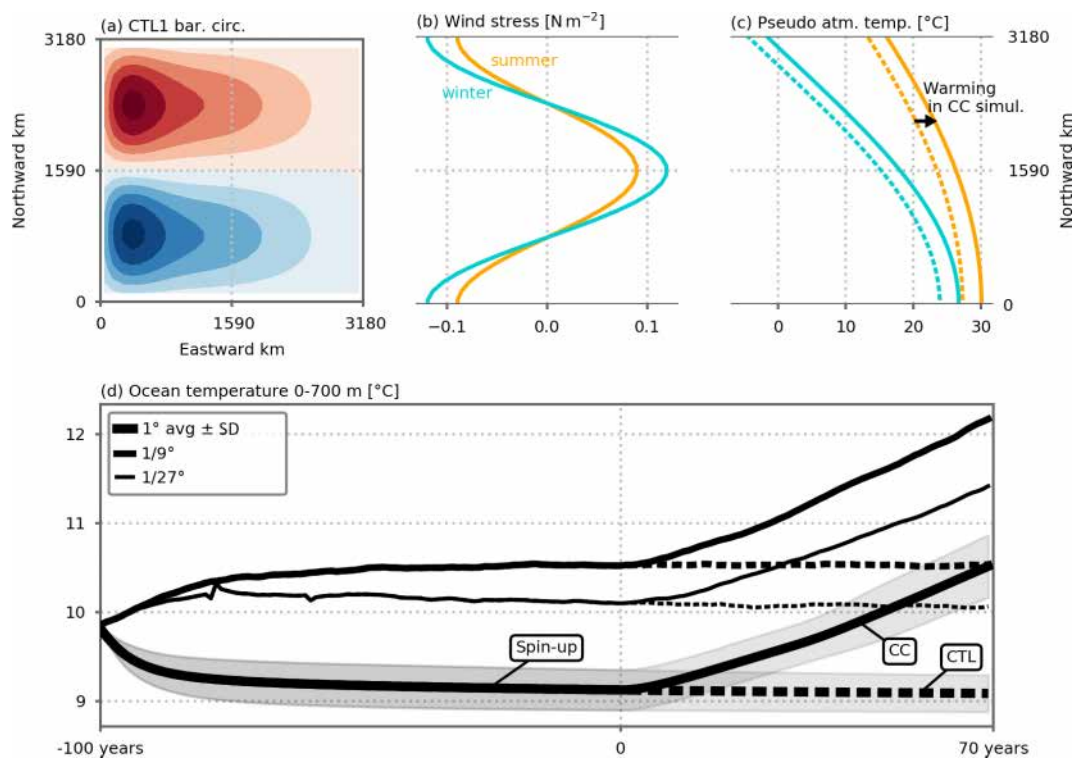 (a) CTL1 bar. circ.
3180
1590
0
0
1590
3180
Northward km
Eastward km
(b) Wind stress [N m⁻²]
summer
winter
−0.1
0.0
0.1
(c) Pseudo atm. temp. [°C]
Warming
in CC simul.
3180
1590
0
Northward km
0
10
20
30
(d) Ocean temperature 0-700 m [°C]
1° avg ± SD
1/9°
1/27°
12
11
10
9
Spin-up
CC
CTL
-100 years
0
70 years